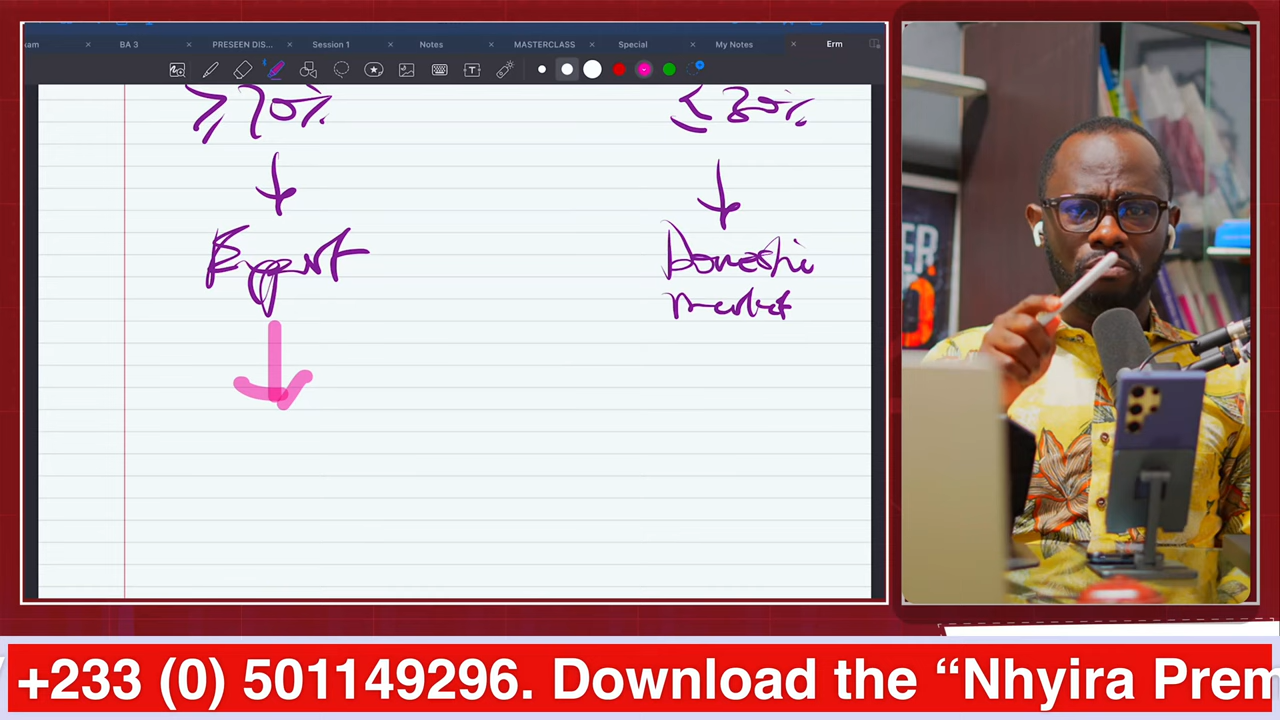 am
BA 3
PRESEEN DIS...
Session 1
Notes
MASTERCLASS
Special
My Notes
Erm
≥70%
≤30%
Export
Domestic
market
+233 (0) 501149296. Download the “Nhyira Prem